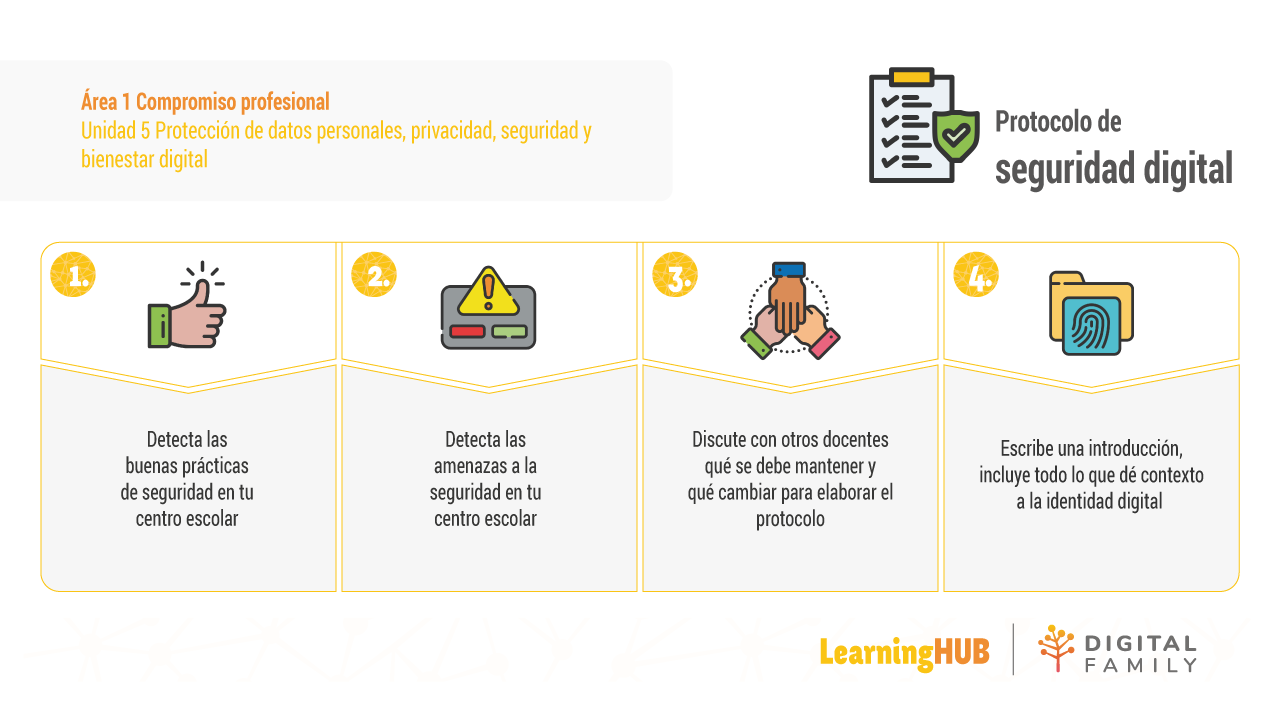 Área 1 Compromiso profesional
Unidad 5 Protección de datos personales, privacidad, seguridad y
bienestar digital
Protocolo de
seguridad digital
1.
Detecta las
buenas prácticas
de seguridad en tu
centro escolar
2.
Detecta las
amenazas a la
seguridad en tu
centro escolar
3.
Discute con otros docentes
qué se debe mantener y
qué cambiar para elaborar el
protocolo
4.
Escribe una introducción,
incluye todo lo que dé contexto
a la identidad digital
LearningHUB
DIGITAL
FAMILY